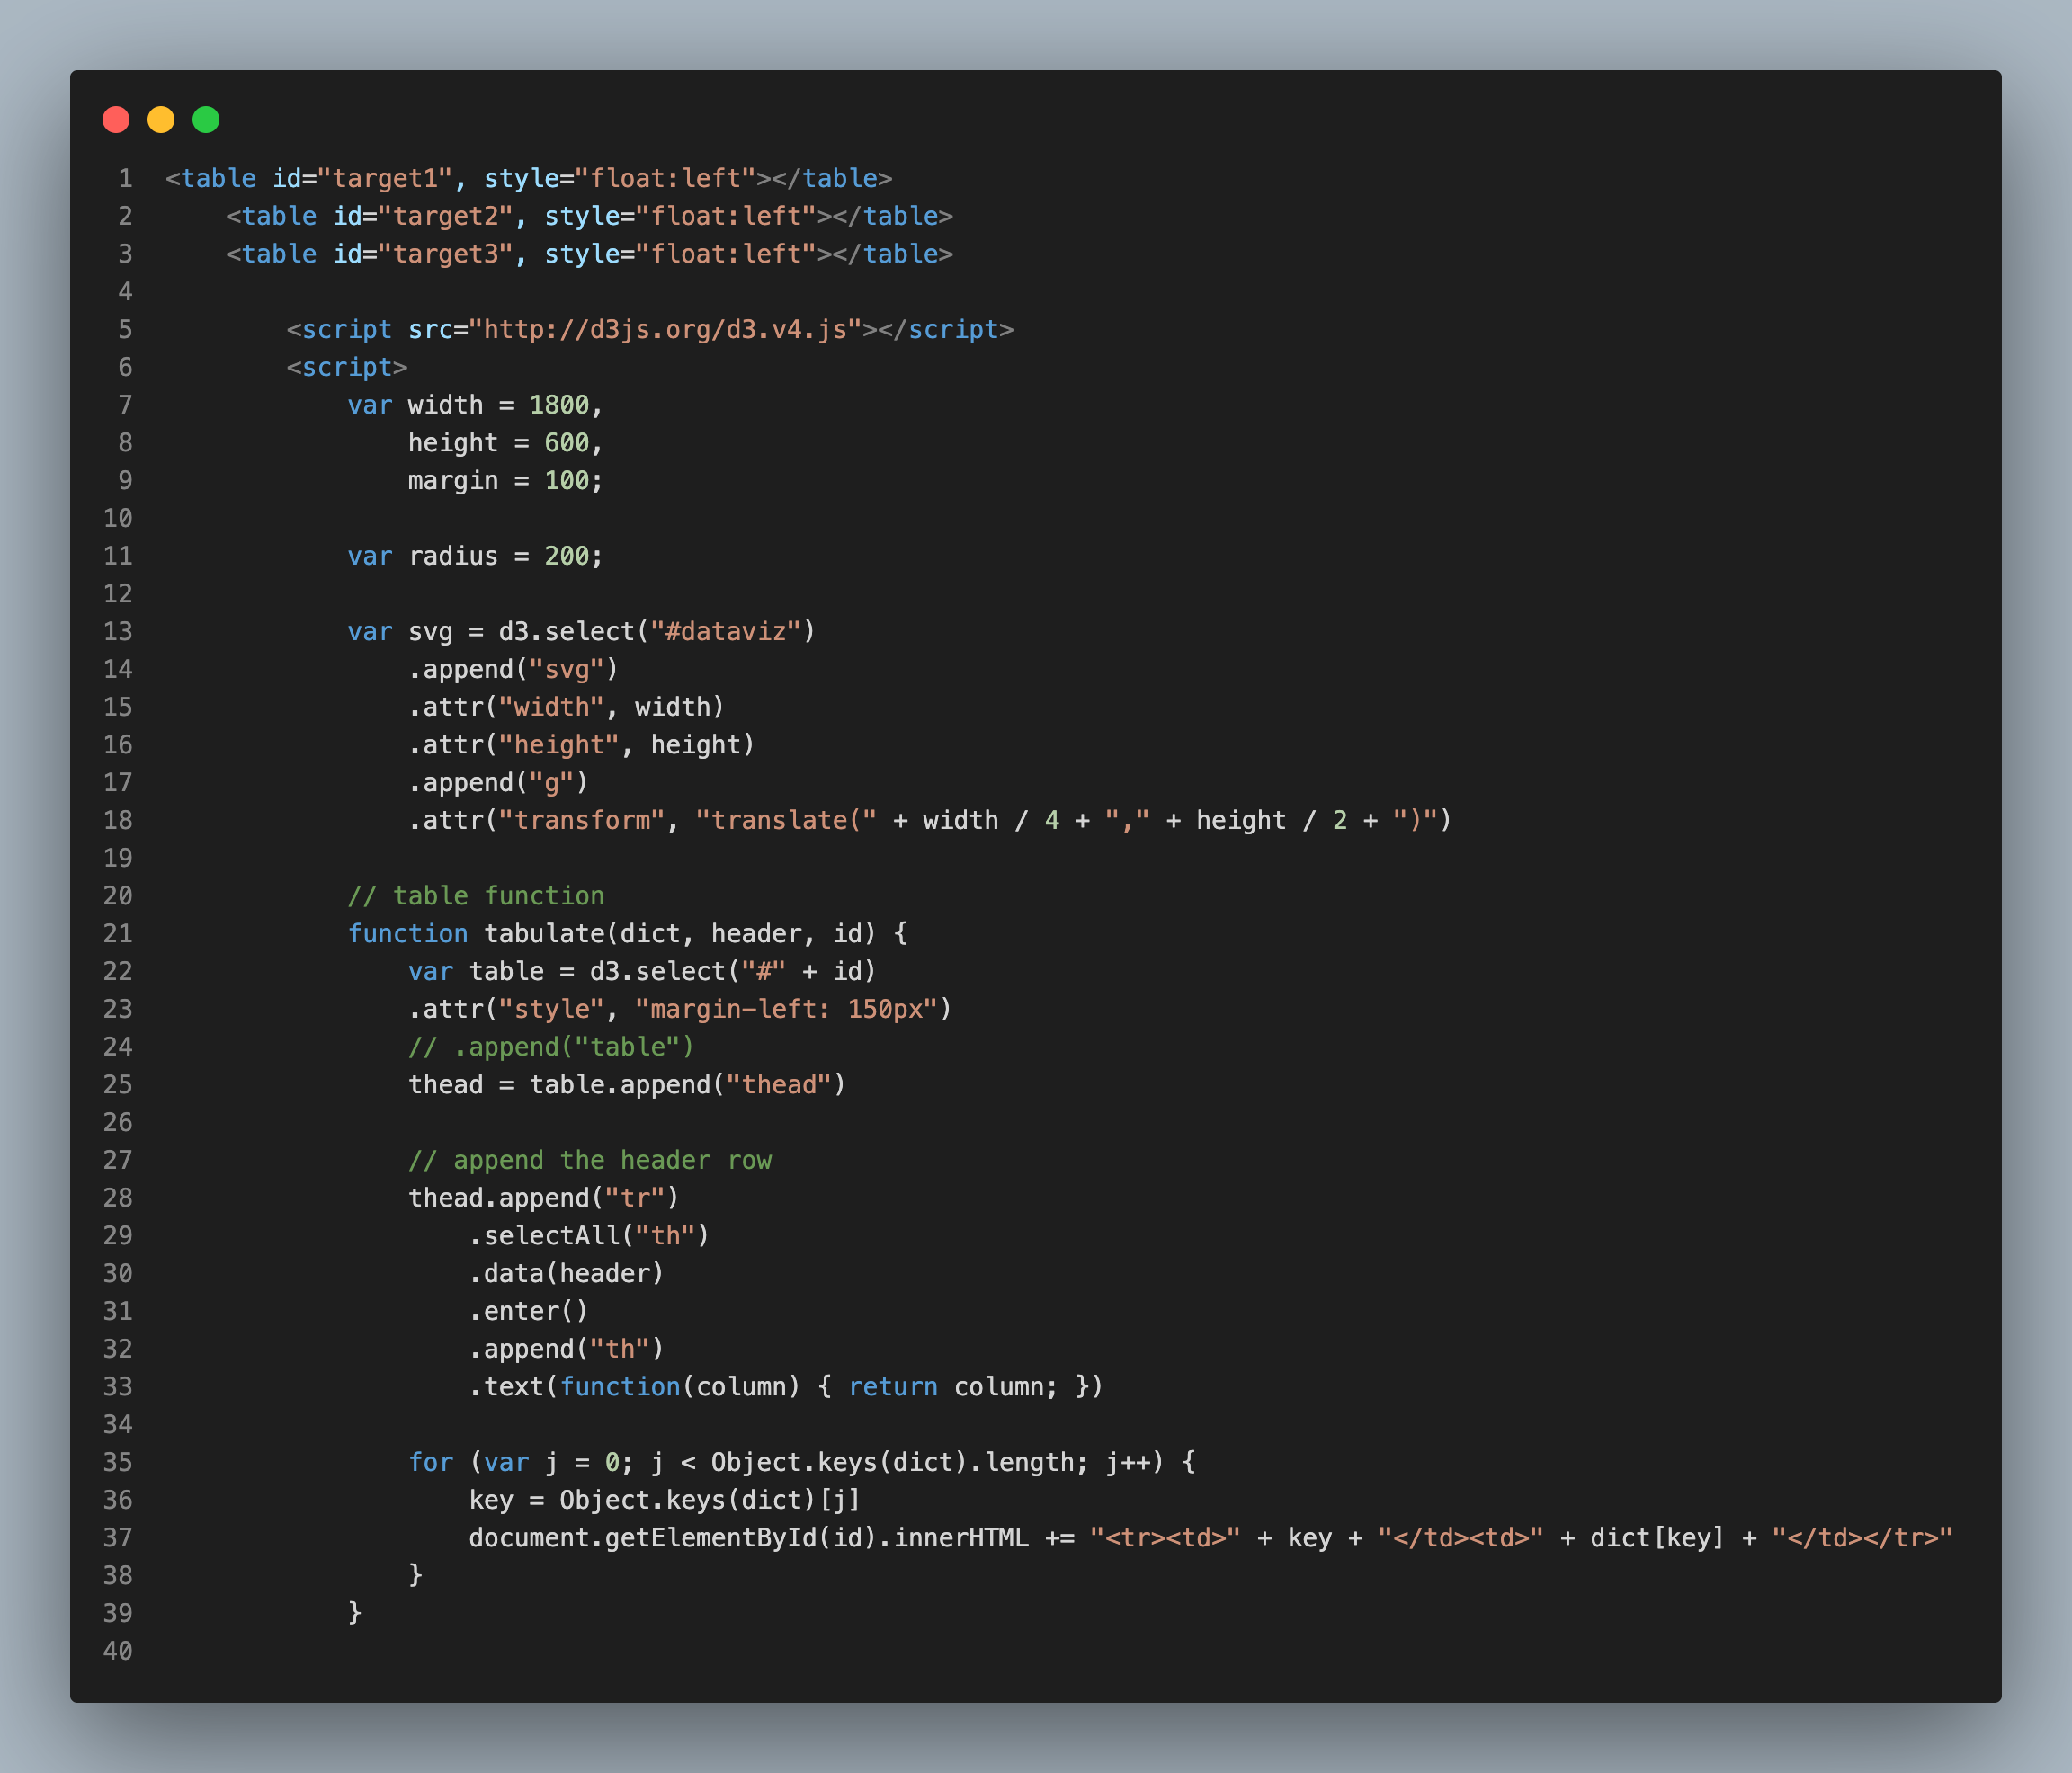 1 <table id="target1", style="float:left"></table>
2 <table id="target2", style="float:left"></table>
3 <table id="target3", style="float:left"></table>
4
5 <script src="http://d3js.org/d3.v4.js"></script>
6 <script>
7 var width = 1800,
8 height = 600,
9 margin = 100;
10
11 var radius = 200;
12
13 var svg = d3.select("#dataviz")
14 .append("svg")
15 .attr("width", width)
16 .attr("height", height)
17 .append("g")
18 .attr("transform", "translate(" + width / 4 + "," + height / 2 + ")")
19
20 // table function
21 function tabulate(dict, header, id) {
22 var table = d3.select("#" + id)
23 .attr("style", "margin-left: 150px")
24 // .append("table")
25 thead = table.append("thead")
26
27 // append the header row
28 thead.append("tr")
29 .selectAll("th")
30 .data(header)
31 .enter()
32 .append("th")
33 .text(function(column) { return column; })
34
35 for (var j = 0; j < Object.keys(dict).length; j++) {
36 key = Object.keys(dict)[j]
37 document.getElementById(id).innerHTML += "<tr><td>" + key + "</td><td>" + dict[key] + "</td></tr>"
38 }
39 }
40